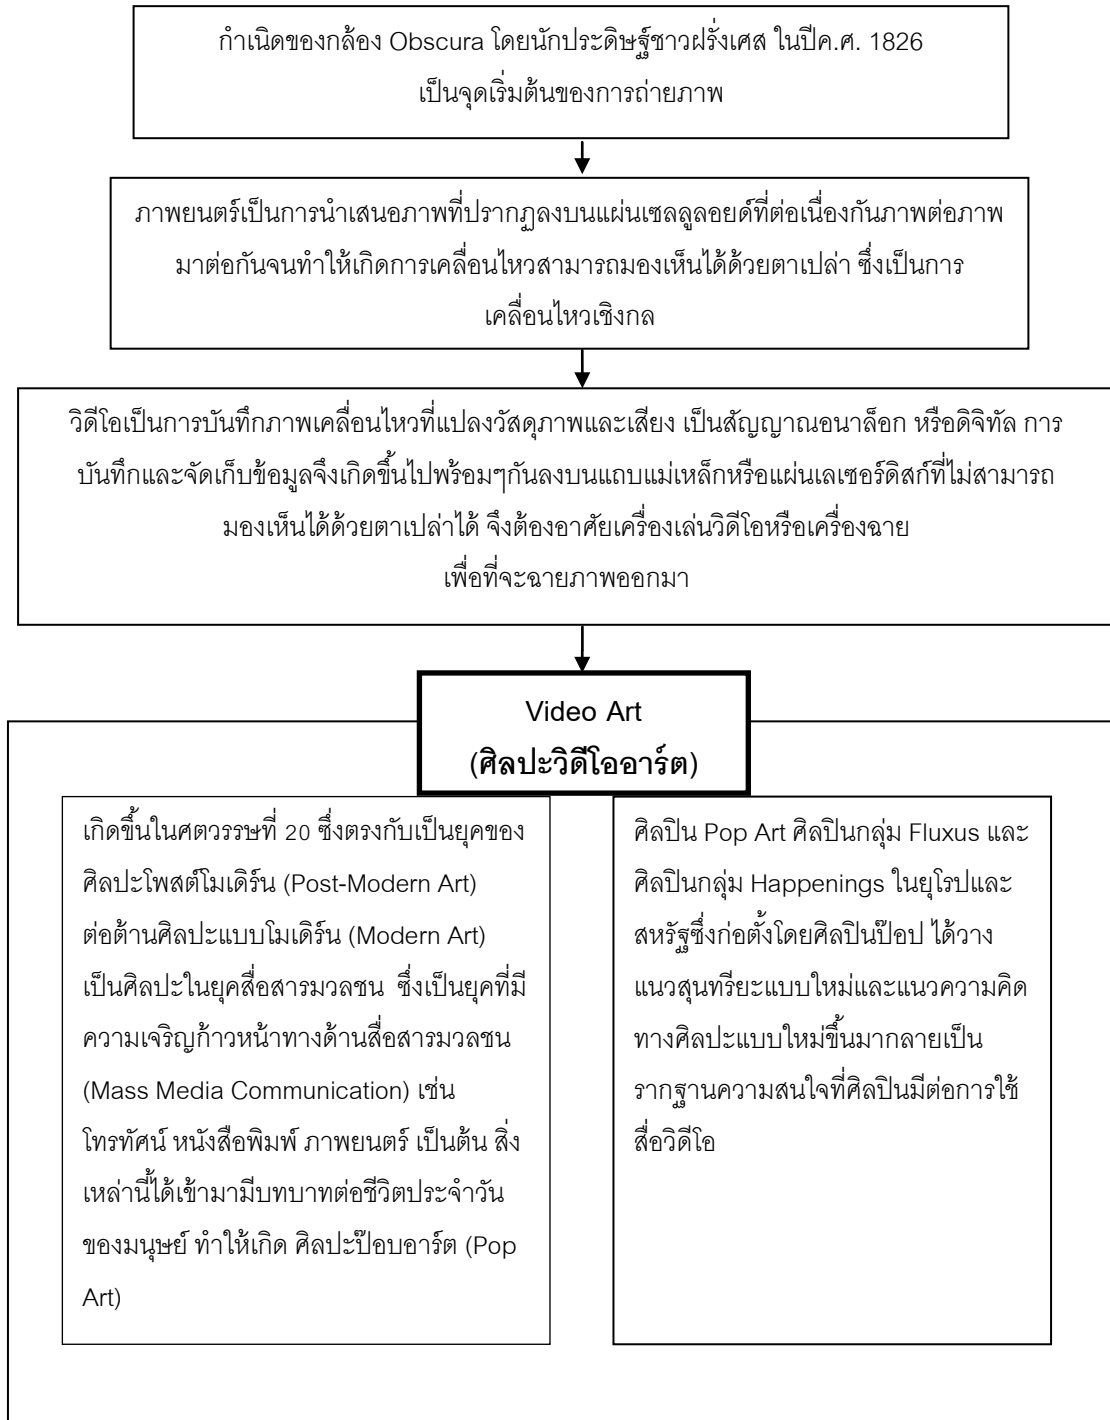 กำเนิดของกล้อง Obscura โดยนักประดิษฐ์ชาวฝรั่งเศส ในปีค.ศ. 1826
เป็นจุดเริ่มต้นของการถ่ายภาพ
ภาพยนตร์เป็นการนำเสนอภาพที่ปรากฏลงบนแผ่นเซลลูลอยด์ที่ต่อเนื่องกันภาพต่อภาพ
มาต่อกันจนทำให้เกิดการเคลื่อนไหวสามารถมองเห็นได้ด้วยตาเปล่า ซึ่งเป็นการ
เคลื่อนไหวเชิงกล
วิดีโอเป็นการบันทึกภาพเคลื่อนไหวที่แปลงวัสดุภาพและเสียง เป็นสัญญาณอนาล็อก หรือดิจิทัล การ
บันทึกและจัดเก็บข้อมูลจึงเกิดขึ้นไปพร้อมๆกันลงบนแถบแม่เหล็กหรือแผ่นเลเซอร์ดิสก์ที่ไม่สามารถ
มองเห็นได้ด้วยตาเปล่าได้ จึงต้องอาศัยเครื่องเล่นวิดีโอหรือเครื่องฉาย
เพื่อที่จะฉายภาพออกมา
Video Art
(ศิลปะวิดีโออาร์ต)
เกิดขึ้นในศตวรรษที่ 20 ซึ่งตรงกับเป็นยุคของ
ศิลปะโพสต์โมเดิร์น (Post-Modern Art)
ต่อต้านศิลปะแบบโมเดิร์น (Modern Art)
เป็นศิลปะในยุคสื่อสารมวลชน ซึ่งเป็นยุคที่มี
ความเจริญก้าวหน้าทางด้านสื่อสารมวลชน
(Mass Media Communication) เช่น
โทรทัศน์ หนังสือพิมพ์ ภาพยนตร์ เป็นต้น สิ่ง
เหล่านี้ได้เข้ามามีบทบาทต่อชีวิตประจำวัน
ของมนุษย์ ทำให้เกิด ศิลปะป๊อบอาร์ต (Pop
Art)
ศิลปิน Pop Art ศิลปินกลุ่ม Fluxus และ
ศิลปินกลุ่ม Happenings ในยุโรปและ
สหรัฐซึ่งก่อตั้งโดยศิลปินป๊อป ได้วาง
แนวสุนทรียะแบบใหม่และแนวความคิด
ทางศิลปะแบบใหม่ขึ้นมากลายเป็น
รากฐานความสนใจที่ศิลปินมีต่อการใช้
สื่อวิดีโอ